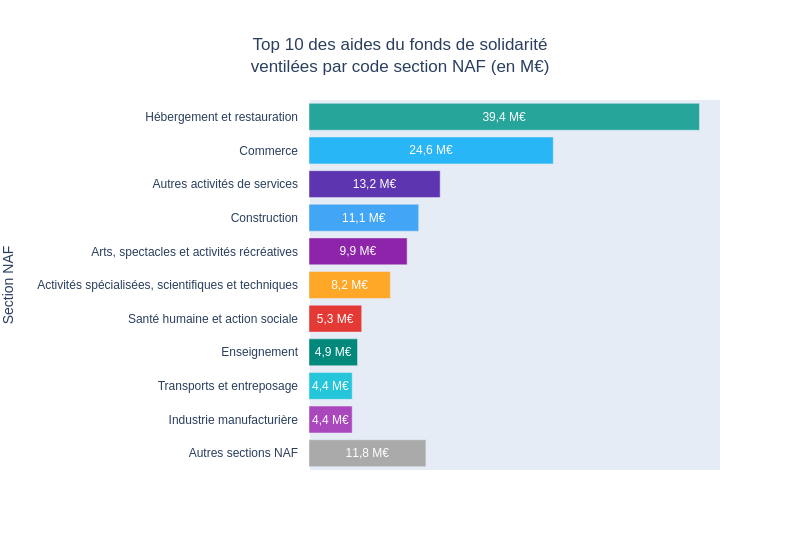 Top 10 des aides du fonds de solidarité
ventilées par code section NAF (en M€)
Section NAF
Hébergement et restauration 39,4 M€
Commerce 24,6 M€
Autres activités de services 13,2 M€
Construction 11,1 M€
Arts, spectacles et activités récréatives 9,9 M€
Activités spécialisées, scientifiques et techniques 8,2 M€
Santé humaine et action sociale 5,3 M€
Enseignement 4,9 M€
Transports et entreposage 4,4 M€
Industrie manufacturière 4,4 M€
Autres sections NAF 11,8 M€